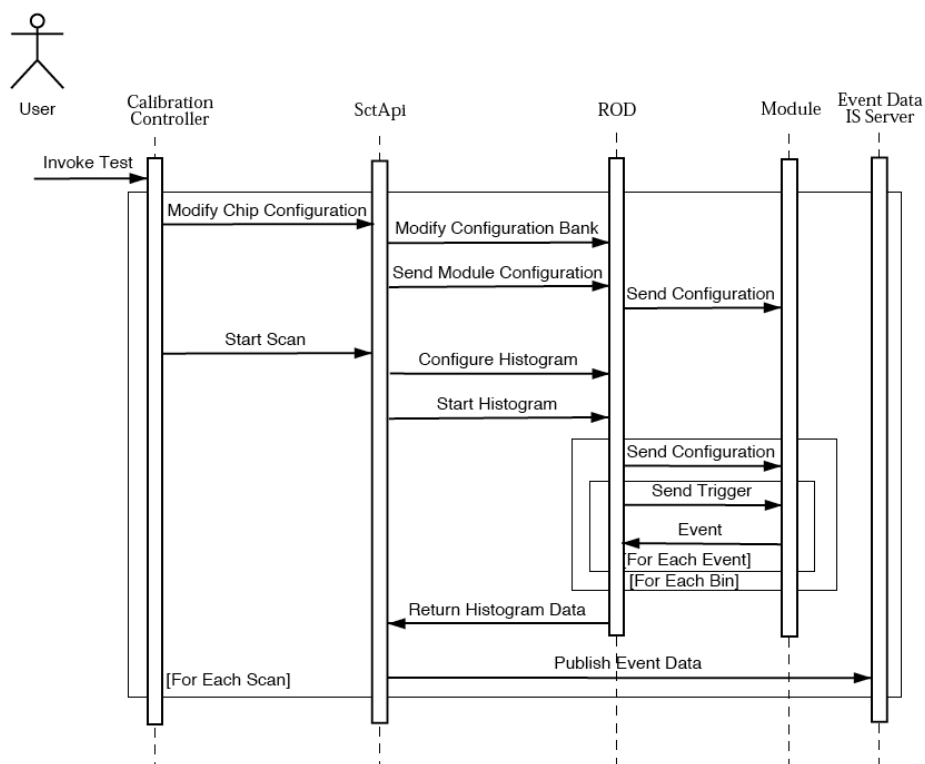 User
Calibration
Controller
SctApi
ROD
Module
Event Data
IS Server
Invoke Test
Modify Chip Configuration
Modify Configuration Bank
Send Module Configuration
Send Configuration
Start Scan
Configure Histogram
Start Histogram
Send Configuration
Send Trigger
Event
[For Each Event]
[For Each Bin]
Return Histogram Data
Publish Event Data
[For Each Scan]